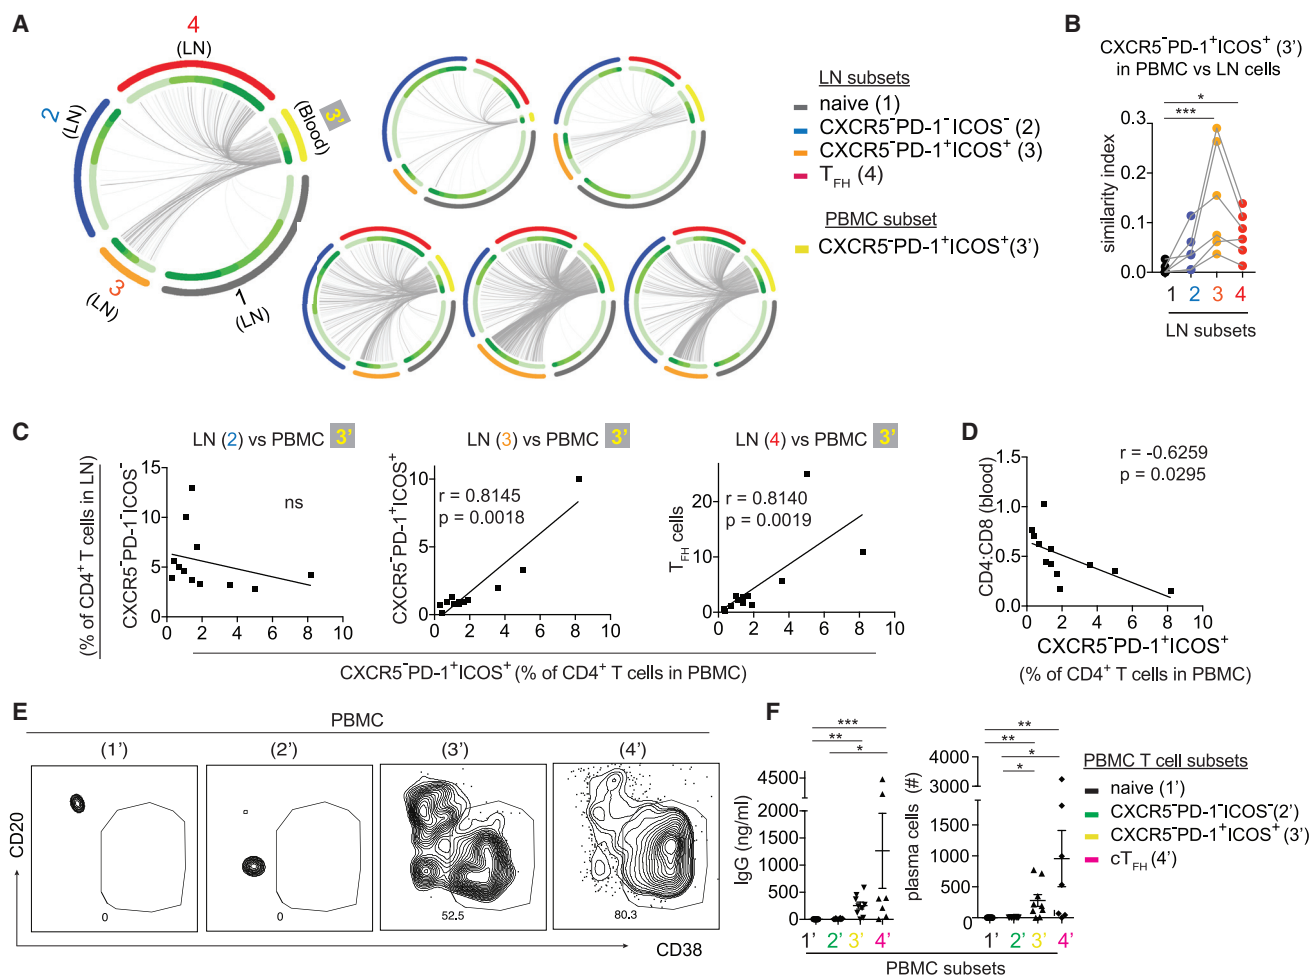 A
4
(LN)
2
(LN)
(Blood)
3'
3
(LN)
1
(LN)
LN subsets
naive (1)
CXCR5⁻PD-1⁻ICOS⁻ (2)
CXCR5⁻PD-1⁺ICOS⁺ (3)
T_FH (4)
PBMC subset
CXCR5⁻PD-1⁺ICOS⁺(3')
B
CXCR5⁻PD-1⁺ICOS⁺ (3')
in PBMC vs LN cells
*
***
0.3
0.2
0.1
0.0
similarity index
1 2 3 4
LN subsets
C
LN (2) vs PBMC 3'
(% of CD4⁺ T cells in LN)
CXCR5⁻PD-1⁻ICOS⁻
15
10
5
0
ns
0 2 4 6 8 10
LN (3) vs PBMC 3'
CXCR5⁻PD-1⁺ICOS⁺
10
5
0
r = 0.8145
p = 0.0018
0 2 4 6 8 10
LN (4) vs PBMC 3'
T_FH cells
20
10
0
r = 0.8140
p = 0.0019
0 2 4 6 8 10
CXCR5⁻PD-1⁺ICOS⁺ (% of CD4⁺ T cells in PBMC)
D
r = -0.6259
p = 0.0295
CD4:CD8 (blood)
1.5
1.0
0.5
0.0
0 2 4 6 8 10
CXCR5⁻PD-1⁺ICOS⁺
(% of CD4⁺ T cells in PBMC)
E
PBMC
(1') (2') (3') (4')
CD20
0 0 52.5 80.3
CD38
F
***
**
*
IgG (ng/ml)
4500
3000
2000
1500
1000
500
0
1' 2' 3' 4'
**
**
*
*
plasma cells (#)
4000
3000
2000
1500
1000
500
0
1' 2' 3' 4'
PBMC subsets
PBMC T cell subsets
naive (1')
CXCR5⁻PD-1⁻ICOS⁻(2')
CXCR5⁻PD-1⁺ICOS⁺ (3')
cT_FH (4')